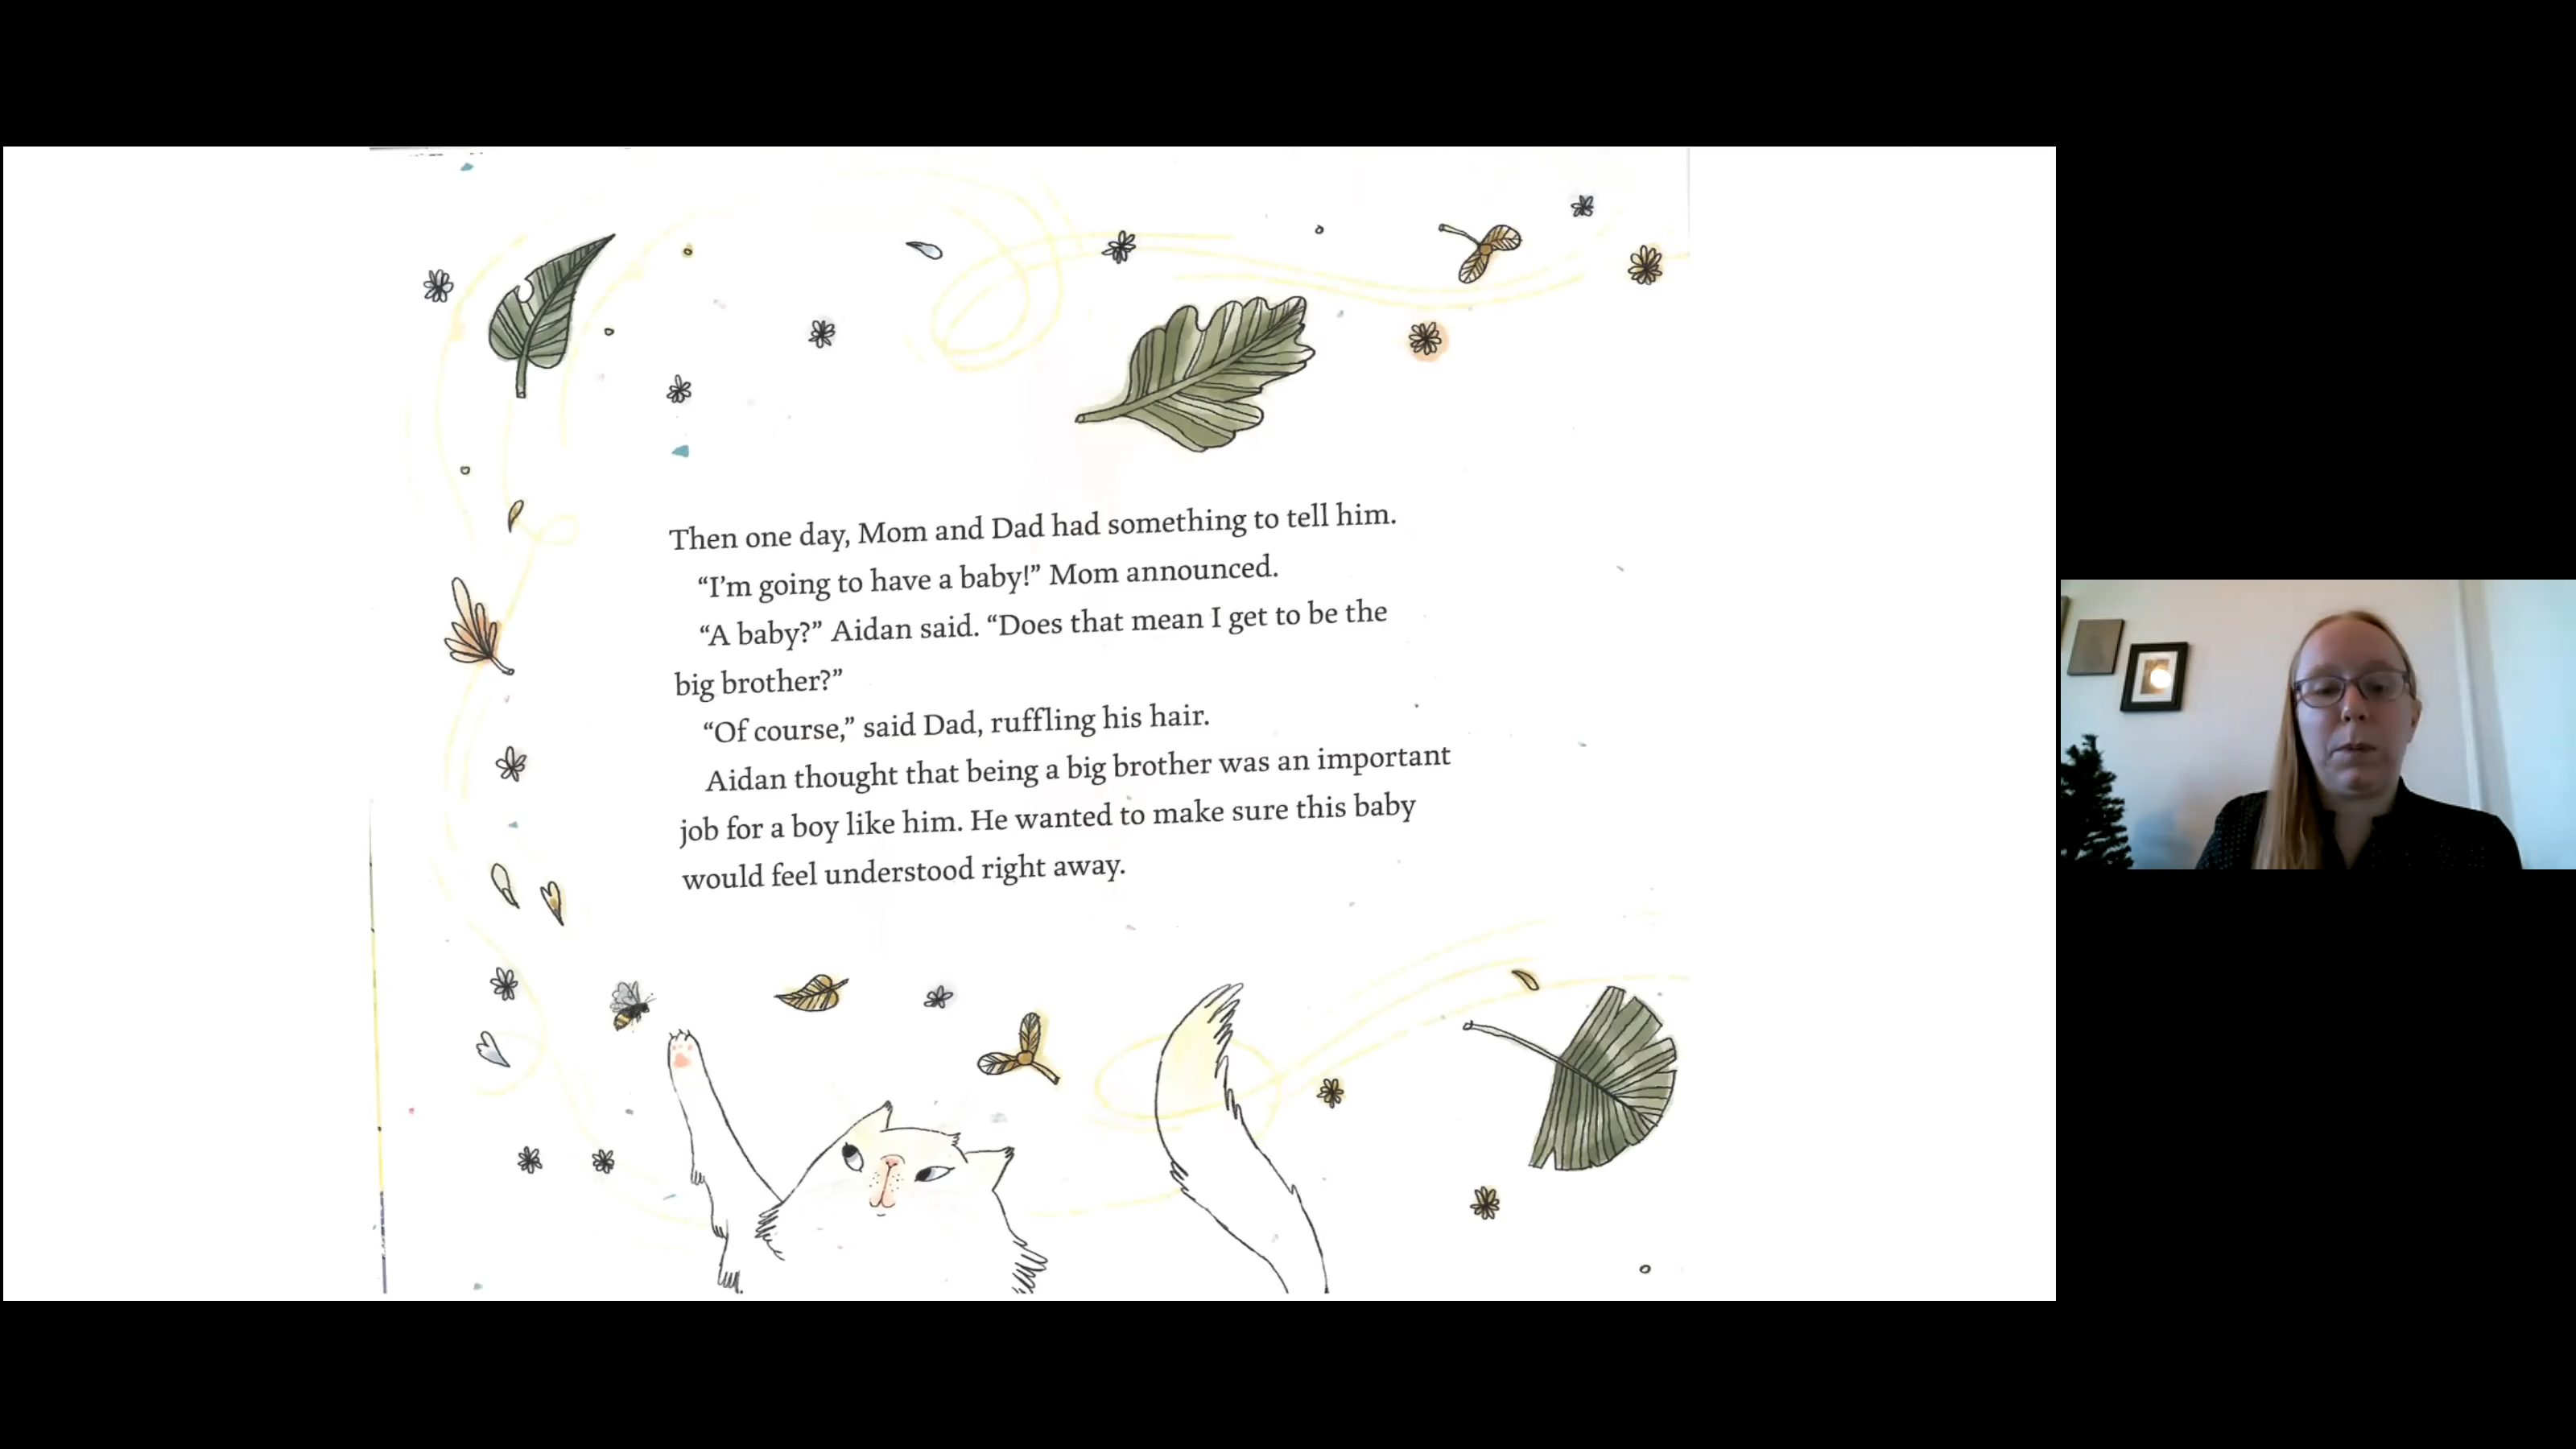 Then one day, Mom and Dad had something to tell him.
“I’m going to have a baby!” Mom announced.
“A baby?” Aidan said. “Does that mean I get to be the
big brother?”
“Of course,” said Dad, ruffling his hair.
Aidan thought that being a big brother was an important
job for a boy like him. He wanted to make sure this baby
would feel understood right away.